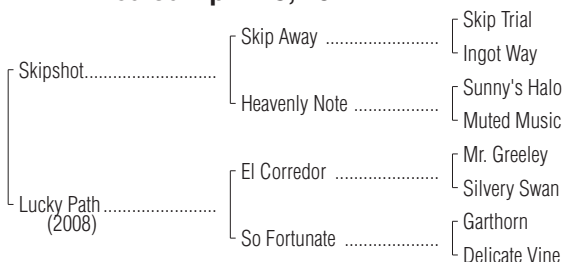 Skip Trial
Skip Away ........................
Ingot Way
Skipshot............................
Sunny's Halo
Heavenly Note ..................
Muted Music
Mr. Greeley
El Corredor ......................
Silvery Swan
Lucky Path ........................
(2008)
Garthorn
So Fortunate ....................
Delicate Vine